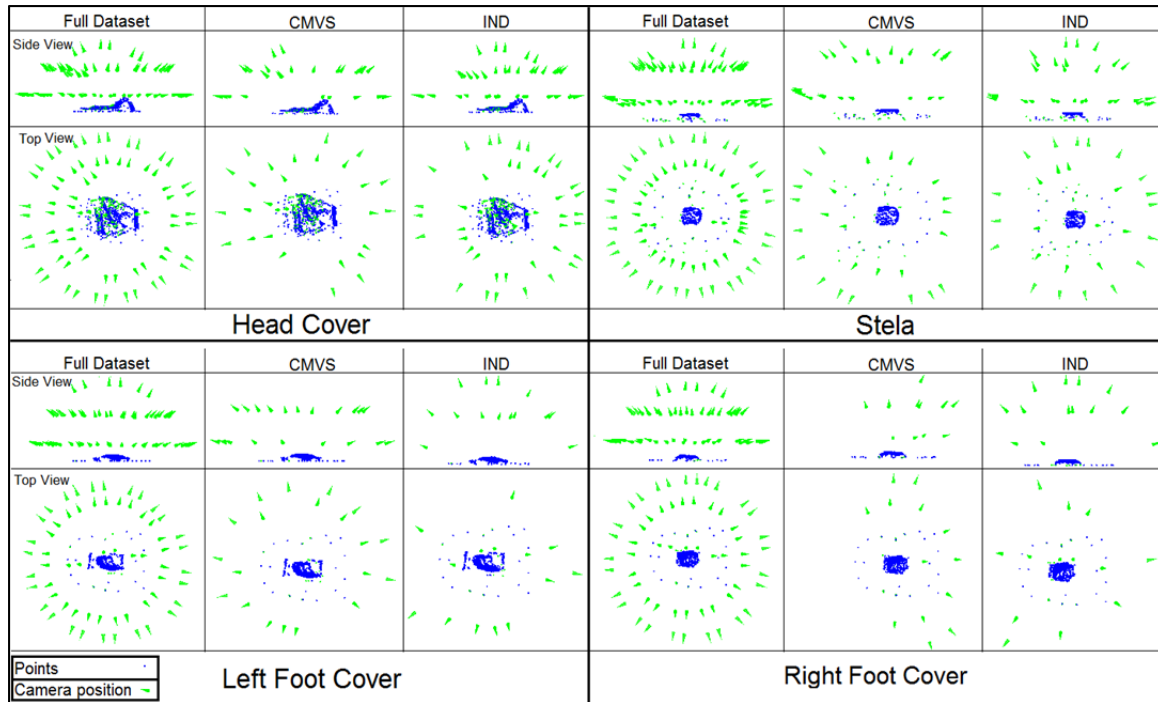 Full Dataset CMVS IND
Side View
Top View
Head Cover
Full Dataset CMVS IND
Stela
Full Dataset CMVS IND
Side View
Top View
Left Foot Cover
Points
Camera position
Full Dataset CMVS IND
Right Foot Cover